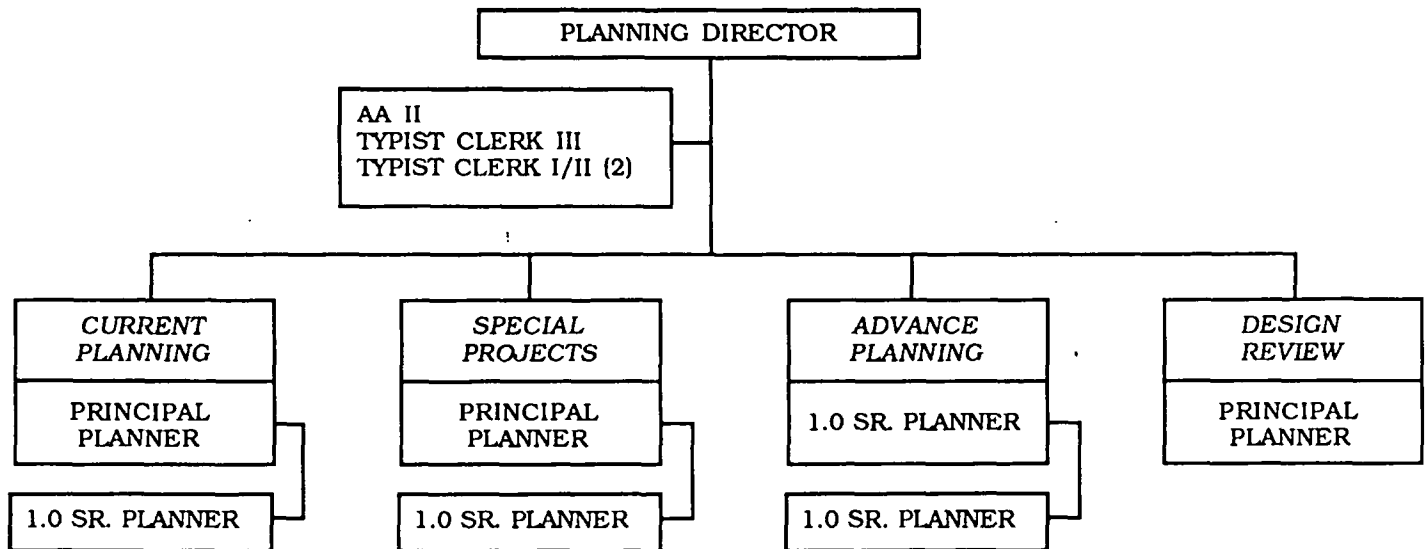 PLANNING DIRECTOR
AA II
TYPIST CLERK III
TYPIST CLERK I/II (2)
CURRENT
PLANNING
PRINCIPAL
PLANNER
1.0 SR. PLANNER
SPECIAL
PROJECTS
PRINCIPAL
PLANNER
1.0 SR. PLANNER
ADVANCE
PLANNING
1.0 SR. PLANNER
1.0 SR. PLANNER
DESIGN
REVIEW
PRINCIPAL
PLANNER